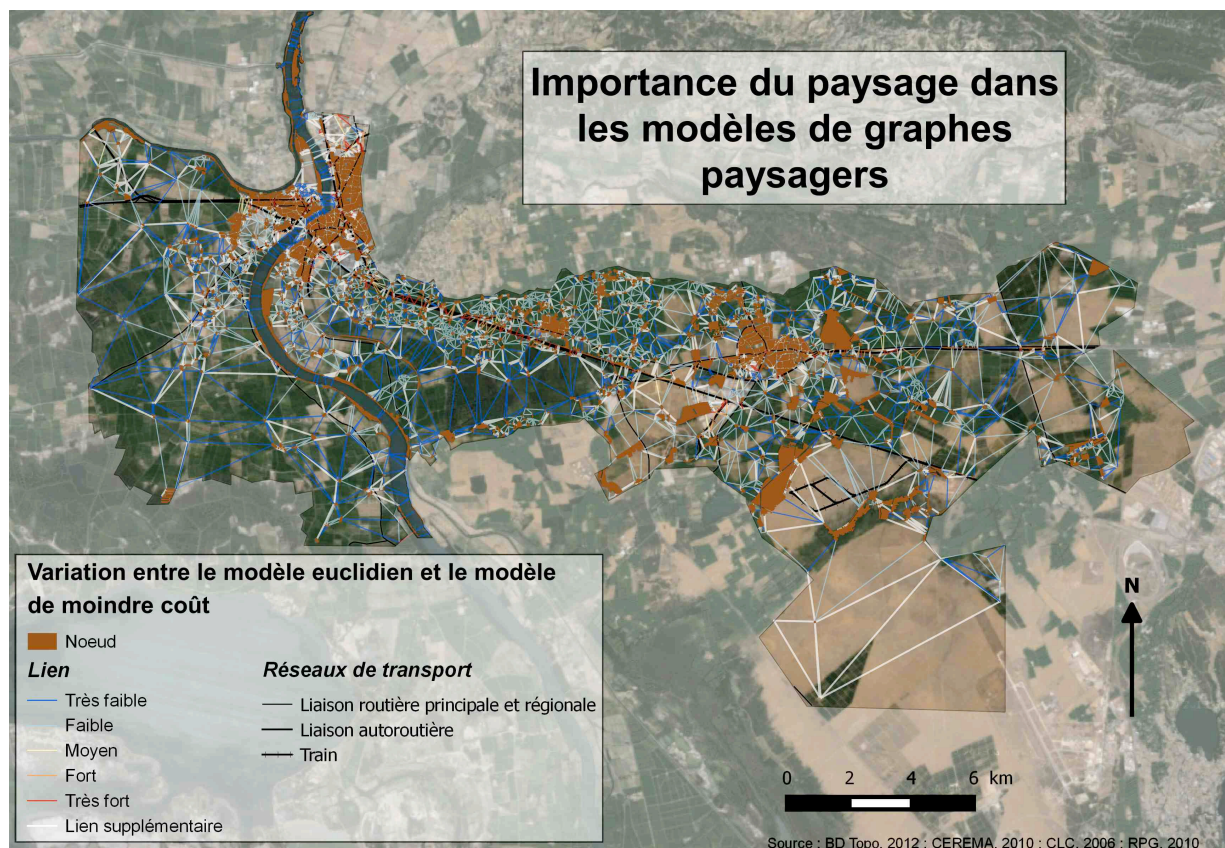 Importance du paysage dans
les modèles de graphes
paysagers
Variation entre le modèle euclidien et le modèle
de moindre coût
Noeud
Lien
Très faible
Faible
Moyen
Fort
Très fort
Lien supplémentaire
Réseaux de transport
Liaison routière principale et régionale
Liaison autoroutière
Train
N
0 2 4 6 km
Source : BD Topo, 2012 ; CEREMA, 2010 ; CLC, 2006 ; RPG, 2010